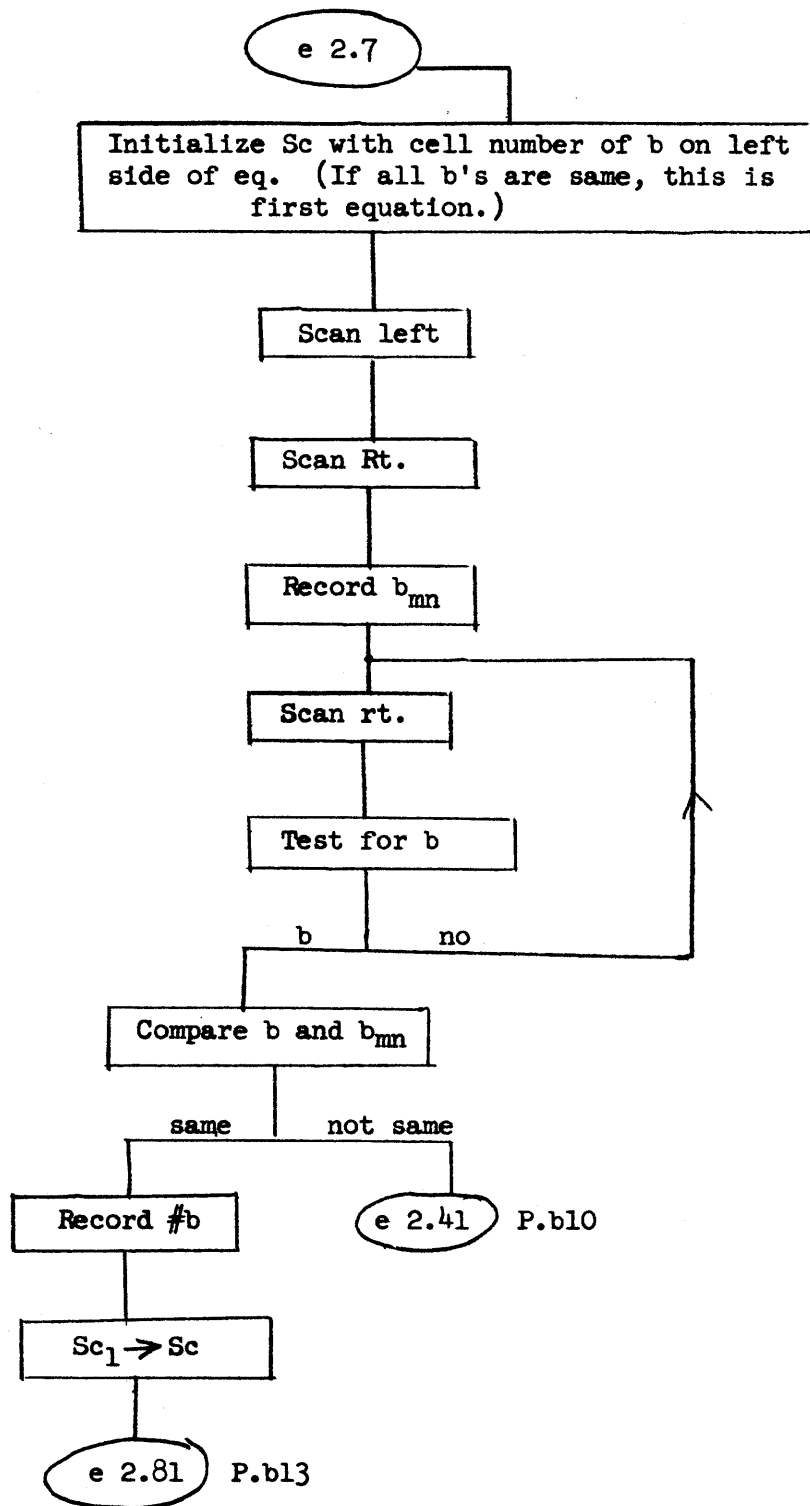 e 2.7
Initialize Sc with cell number of b on left
side of eq. (If all b's are same, this is
first equation.)
Scan left
Scan Rt.
Record b_mn
Scan rt.
Test for b
b no
Compare b and b_mn
same not same
Record #b
e 2.41 P.b10
Sc_1 → Sc
e 2.81 P.b13